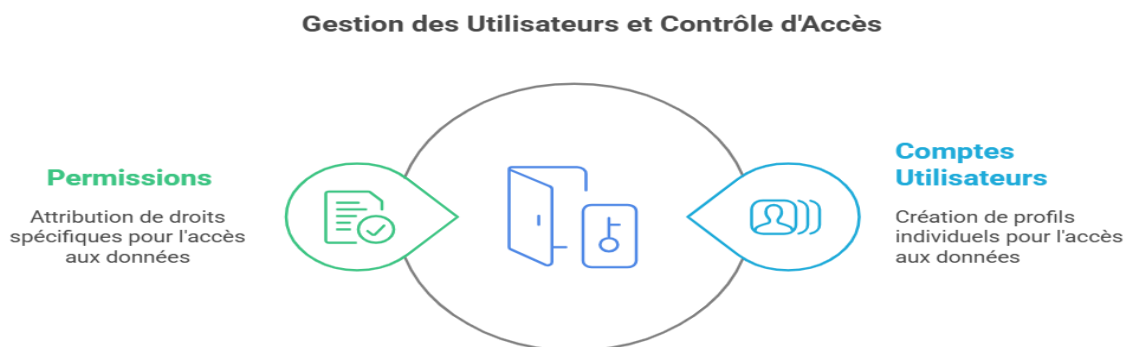 Gestion des Utilisateurs et Contrôle d'Accès
Permissions
Attribution de droits
spécifiques pour l'accès
aux données
Comptes
Utilisateurs
Création de profils
individuels pour l'accès
aux données